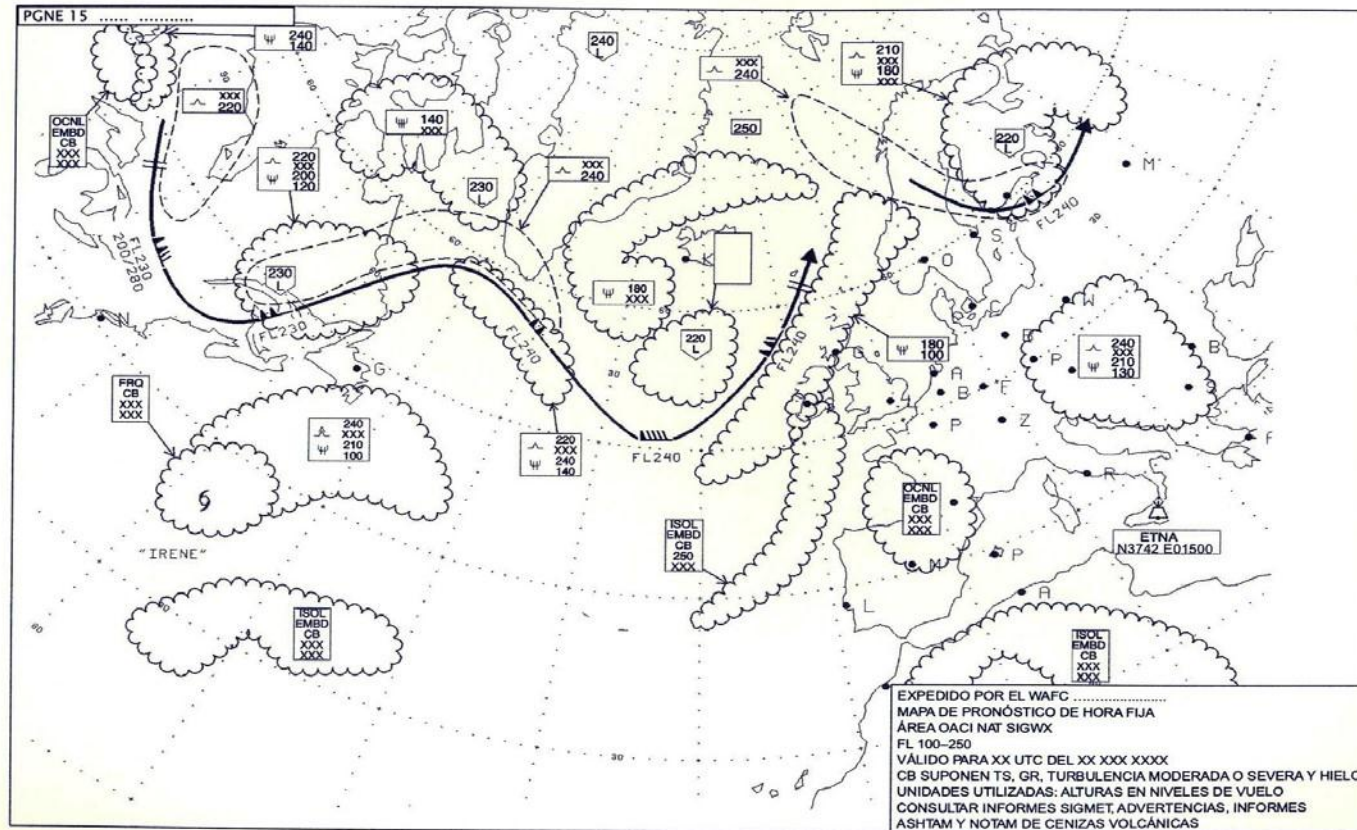 PGNE 15 ...... ...........
240
140
240
L
XXX
240
210
XXX
180
XXX
XXX
220
OCNL
EMBD
CB
XXX
XXX
140
XXX
250
220
L
M
220
XXX
200
120
XXX
240
230
L
FL240
30
S
FL230
200/280
230
L
60
K
O
180
XXX
C
W
N
FL230
FL240
220
L
FL240
180
100
B
P
240
XXX
210
130
B
G
30
G
A
B
F
S
FRQ
CB
XXX
XXX
240
XXX
210
100
220
XXX
240
140
FL240
P
Z
R
OCNL
EMBD
CB
XXX
XXX
"IRENE"
ISOL
EMBD
CB
250
XXX
ETNA
N3742 E01500
M
P
L
A
ISOL
EMBD
CB
XXX
XXX
ISOL
EMBD
CB
XXX
XXX
30
EXPEDIDO POR EL WAFC ......................
MAPA DE PRONÓSTICO DE HORA FIJA
ÁREA OACI NAT SIGWX
FL 100–250
VÁLIDO PARA XX UTC DEL XX XXX XXXX
CB SUPONEN TS, GR, TURBULENCIA MODERADA O SEVERA Y HIELO
UNIDADES UTILIZADAS: ALTURAS EN NIVELES DE VUELO
CONSULTAR INFORMES SIGMET, ADVERTENCIAS, INFORMES
ASHTAM Y NOTAM DE CENIZAS VOLCÁNICAS